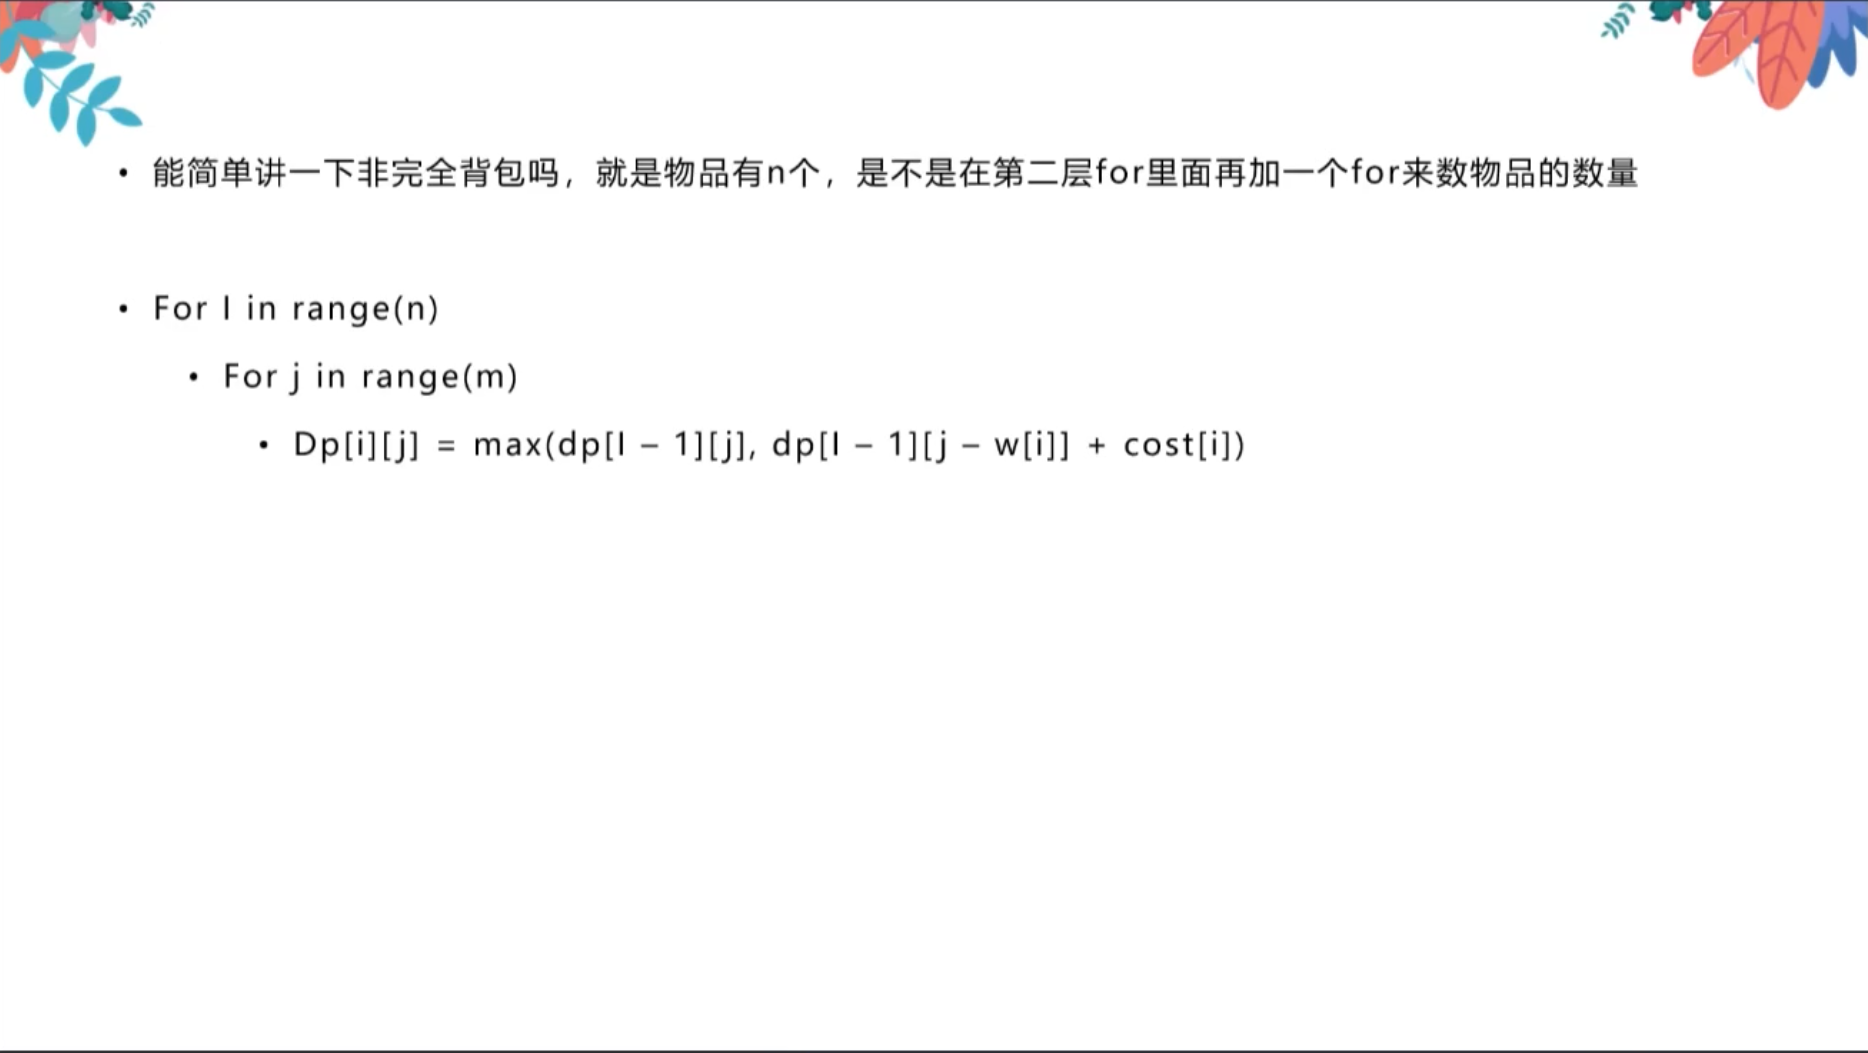 • 能简单讲一下非完全背包吗，就是物品有n个，是不是在第二层for里面再加一个for来数物品的数量
• For I in range(n)
• For j in range(m)
• Dp[i][j] = max(dp[I – 1][j], dp[I – 1][j – w[i]] + cost[i])